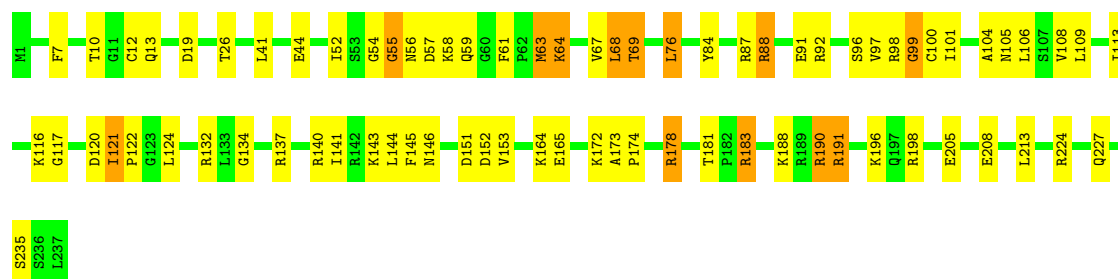 M1 F7 T10 G11 C12 Q13 D19 T26 L41 E44 I52 S53 G54 G55 N56 D57 K58 Q59 G60 F61 P62 M63 K64 V67 L68 T69 L76 Y84 R87 R88 E91 R92 S96 V97 R98 G99 C100 I101 A104 N105 L106 S107 V108 L109 I113
K116 G117 D120 I121 P122 G123 L124 R132 L133 G134 R137 R140 I141 R142 K143 L144 F145 N146 D151 D152 V153 K164 E165 K172 A173 P174 R178 T181 P182 R183 K188 R189 R190 R191 K196 Q197 R198 E205 E208 L213 R224 Q227
S235 S236 L237